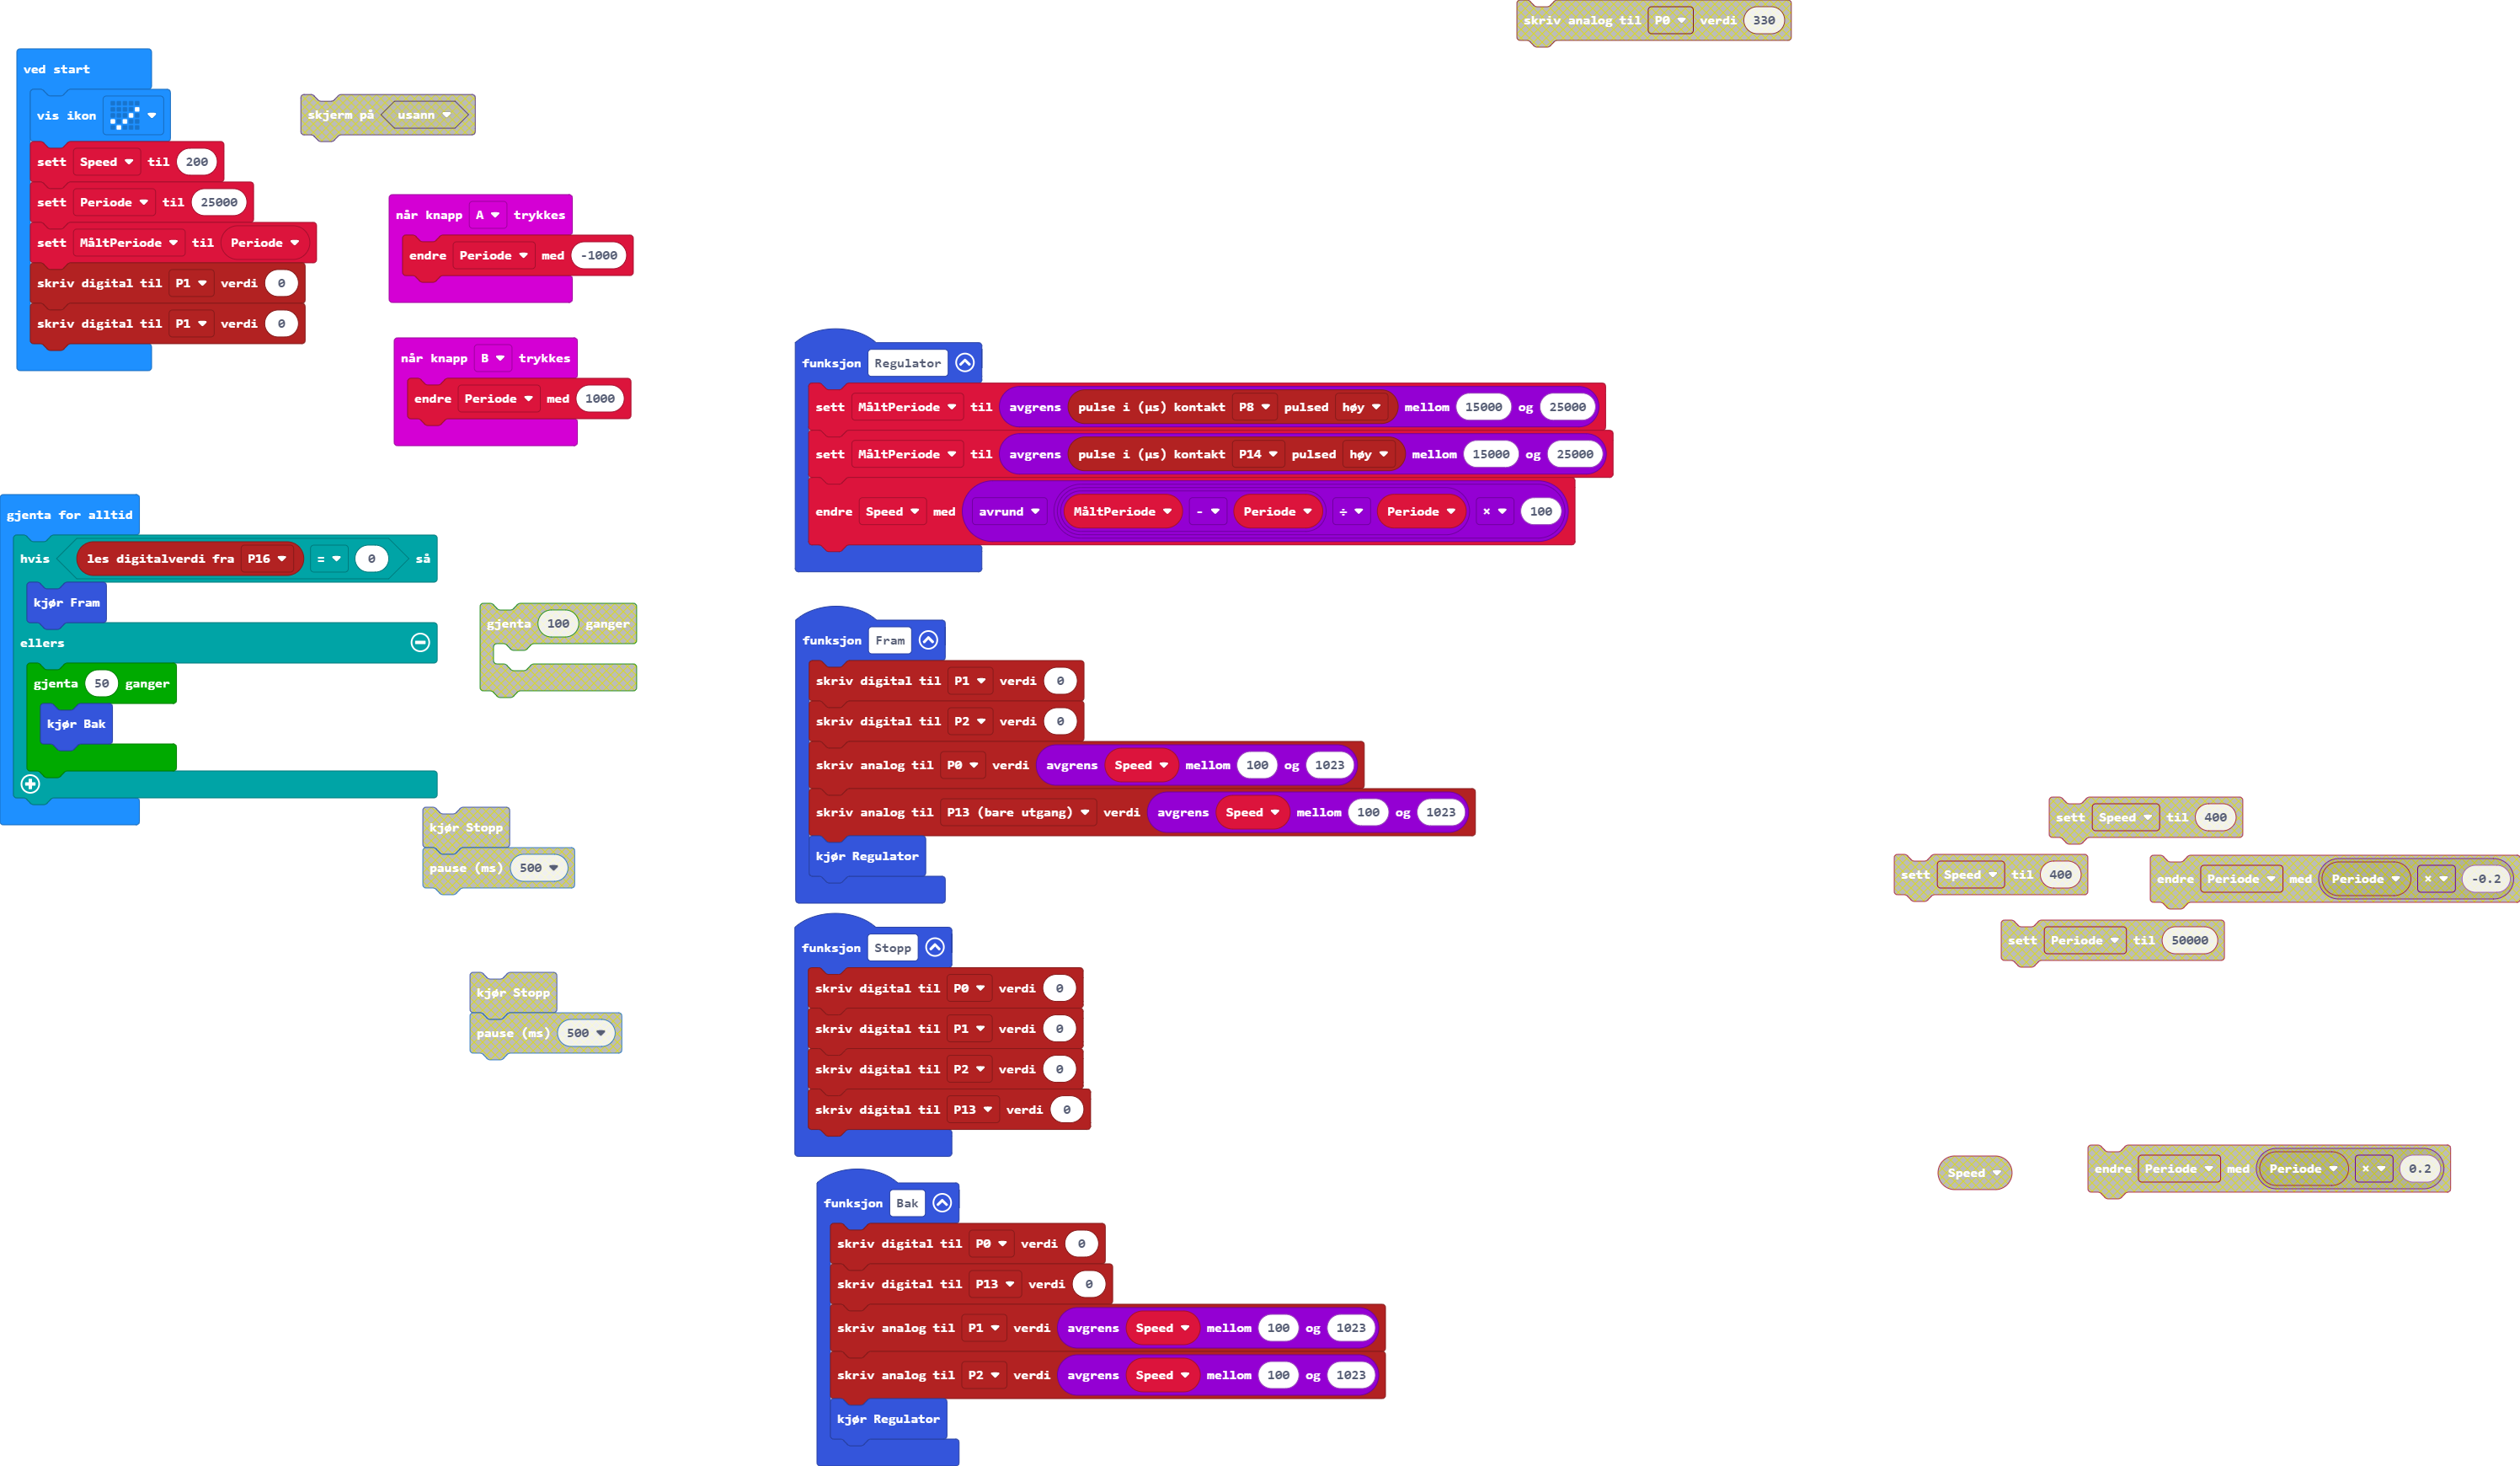 skriv analog til P0 verdi 330
ved start
vis ikon
sett Speed til 200
sett Periode til 25000
sett MåltPeriode til Periode
skriv digital til P1 verdi 0
skriv digital til P1 verdi 0
skjerm på usann
når knapp A trykkes
endre Periode med -1000
når knapp B trykkes
endre Periode med 1000
gjenta for alltid
hvis les digitalverdi fra P16 = 0 så
kjør Fram
ellers
gjenta 50 ganger
kjør Bak
gjenta 100 ganger
kjør Stopp
pause (ms) 500
kjør Stopp
pause (ms) 500
funksjon Regulator
sett MåltPeriode til avgrens pulse i (µs) kontakt P8 pulsed høy mellom 15000 og 25000
sett MåltPeriode til avgrens pulse i (µs) kontakt P14 pulsed høy mellom 15000 og 25000
endre Speed med avrund MåltPeriode - Periode ÷ Periode × 100
funksjon Fram
skriv digital til P1 verdi 0
skriv digital til P2 verdi 0
skriv analog til P0 verdi avgrens Speed mellom 100 og 1023
skriv analog til P13 (bare utgang) verdi avgrens Speed mellom 100 og 1023
kjør Regulator
funksjon Stopp
skriv digital til P0 verdi 0
skriv digital til P1 verdi 0
skriv digital til P2 verdi 0
skriv digital til P13 verdi 0
funksjon Bak
skriv digital til P0 verdi 0
skriv digital til P13 verdi 0
skriv analog til P1 verdi avgrens Speed mellom 100 og 1023
skriv analog til P2 verdi avgrens Speed mellom 100 og 1023
kjør Regulator
sett Speed til 400
sett Speed til 400
endre Periode med Periode × -0.2
sett Periode til 50000
Speed
endre Periode med Periode × 0.2